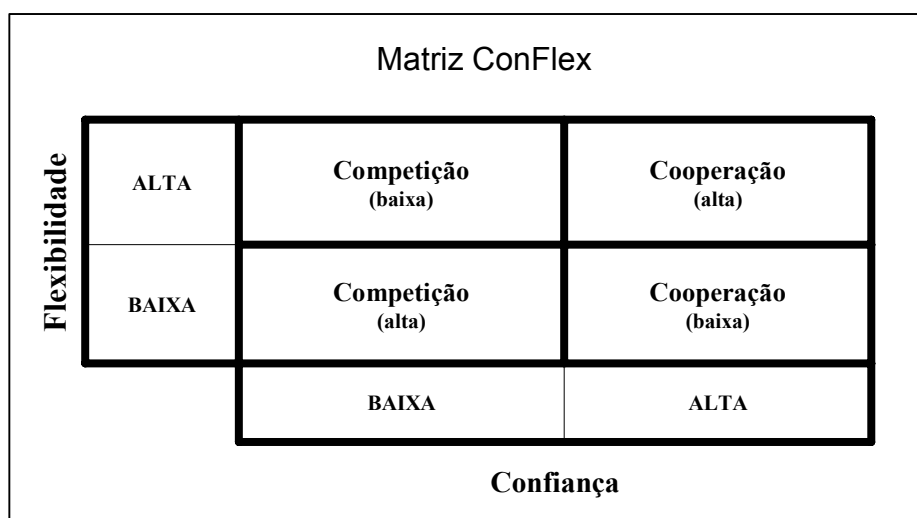 Matriz ConFlex
Flexibilidade
ALTA
Competição
(baixa)
Cooperação
(alta)
BAIXA
Competição
(alta)
Cooperação
(baixa)
BAIXA
ALTA
Confiança